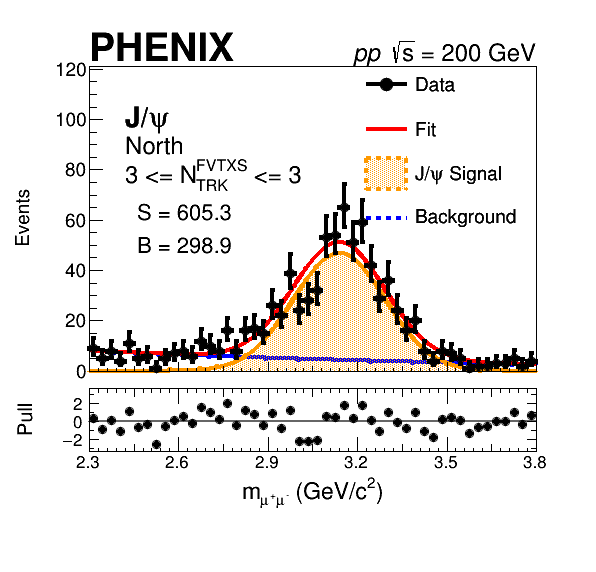 PHENIX
pp √s = 200 GeV
120
100
80
60
40
20
0
Events
J/ψ
North
3 <= N_TRK^FVTXS <= 3
S = 605.3
B = 298.9
Data
Fit
J/ψ Signal
Background
Pull
2
0
−2
2.3 2.6 2.9 3.2 3.5 3.8
m_μ⁺μ⁻ (GeV/c²)